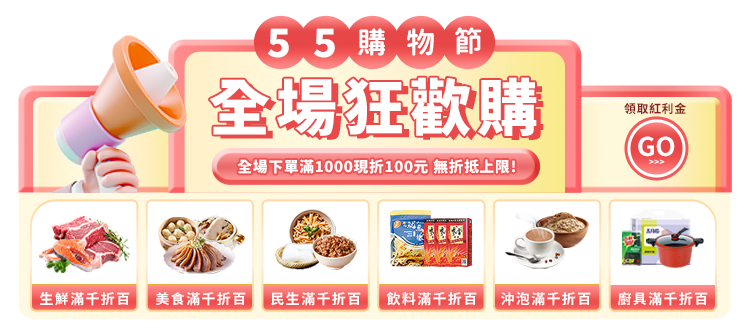 55購物節
全場狂歡購
全場下單滿1000現折100元 無折抵上限!
領取紅利金
GO
>>>
生鮮滿千折百
美食滿千折百
民生滿千折百
飲料滿千折百
沖泡滿千折百
廚具滿千折百